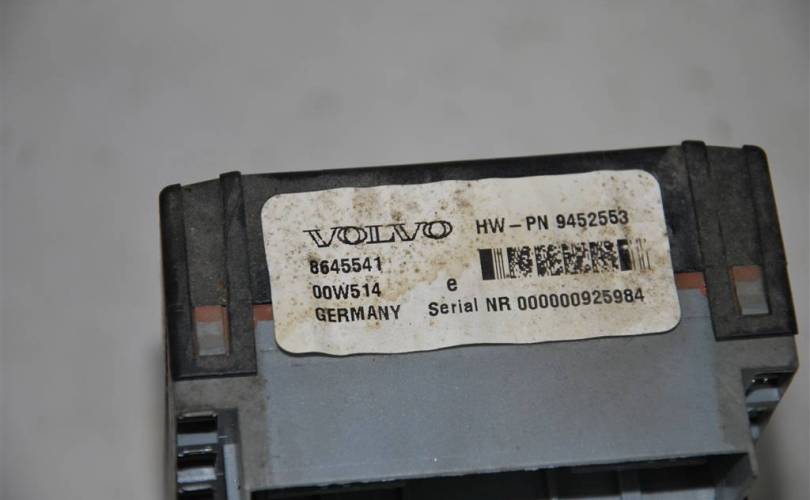 VOLVO HW-PN 9452553
8645541
00W514 e
GERMANY Serial NR 000000925984